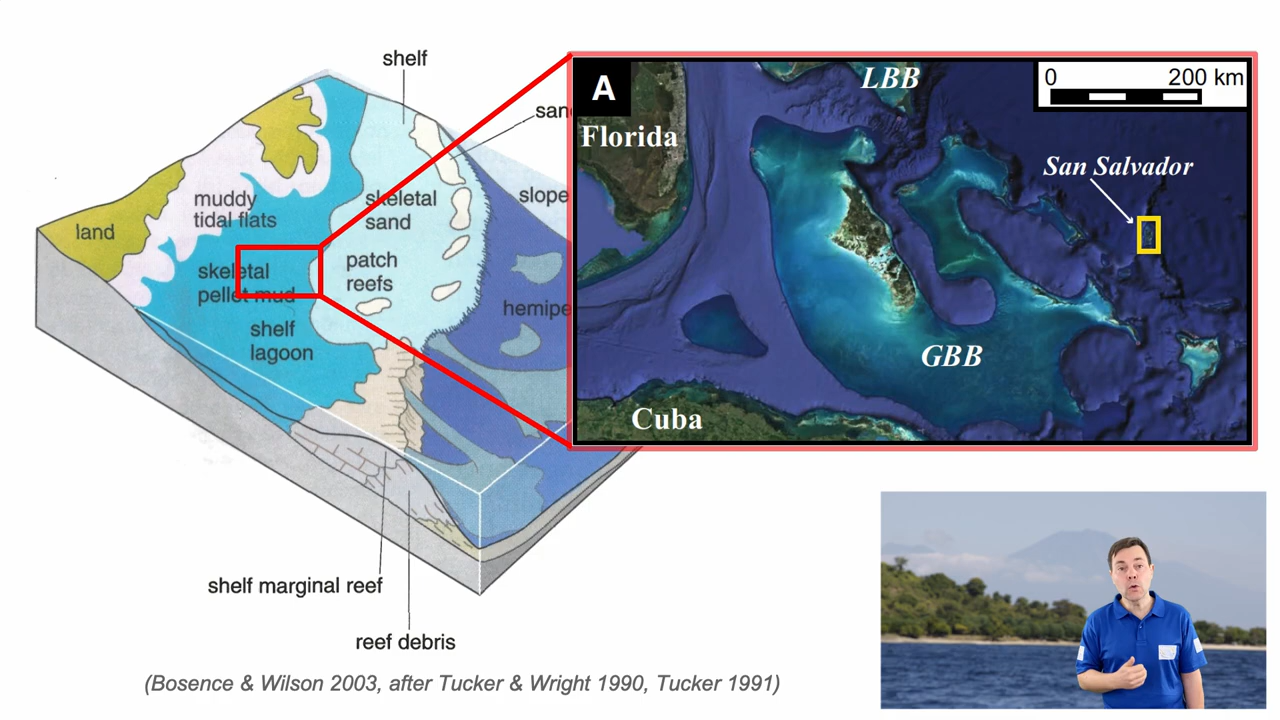 shelf
san
slope
muddy
tidal flats
skeletal
sand
land
patch
reefs
skeletal
pellet mud
hemipe
shelf
lagoon
shelf marginal reef
reef debris
(Bosence & Wilson 2003, after Tucker & Wright 1990, Tucker 1991)
A
LBB
0 200 km
Florida
San Salvador
GBB
Cuba